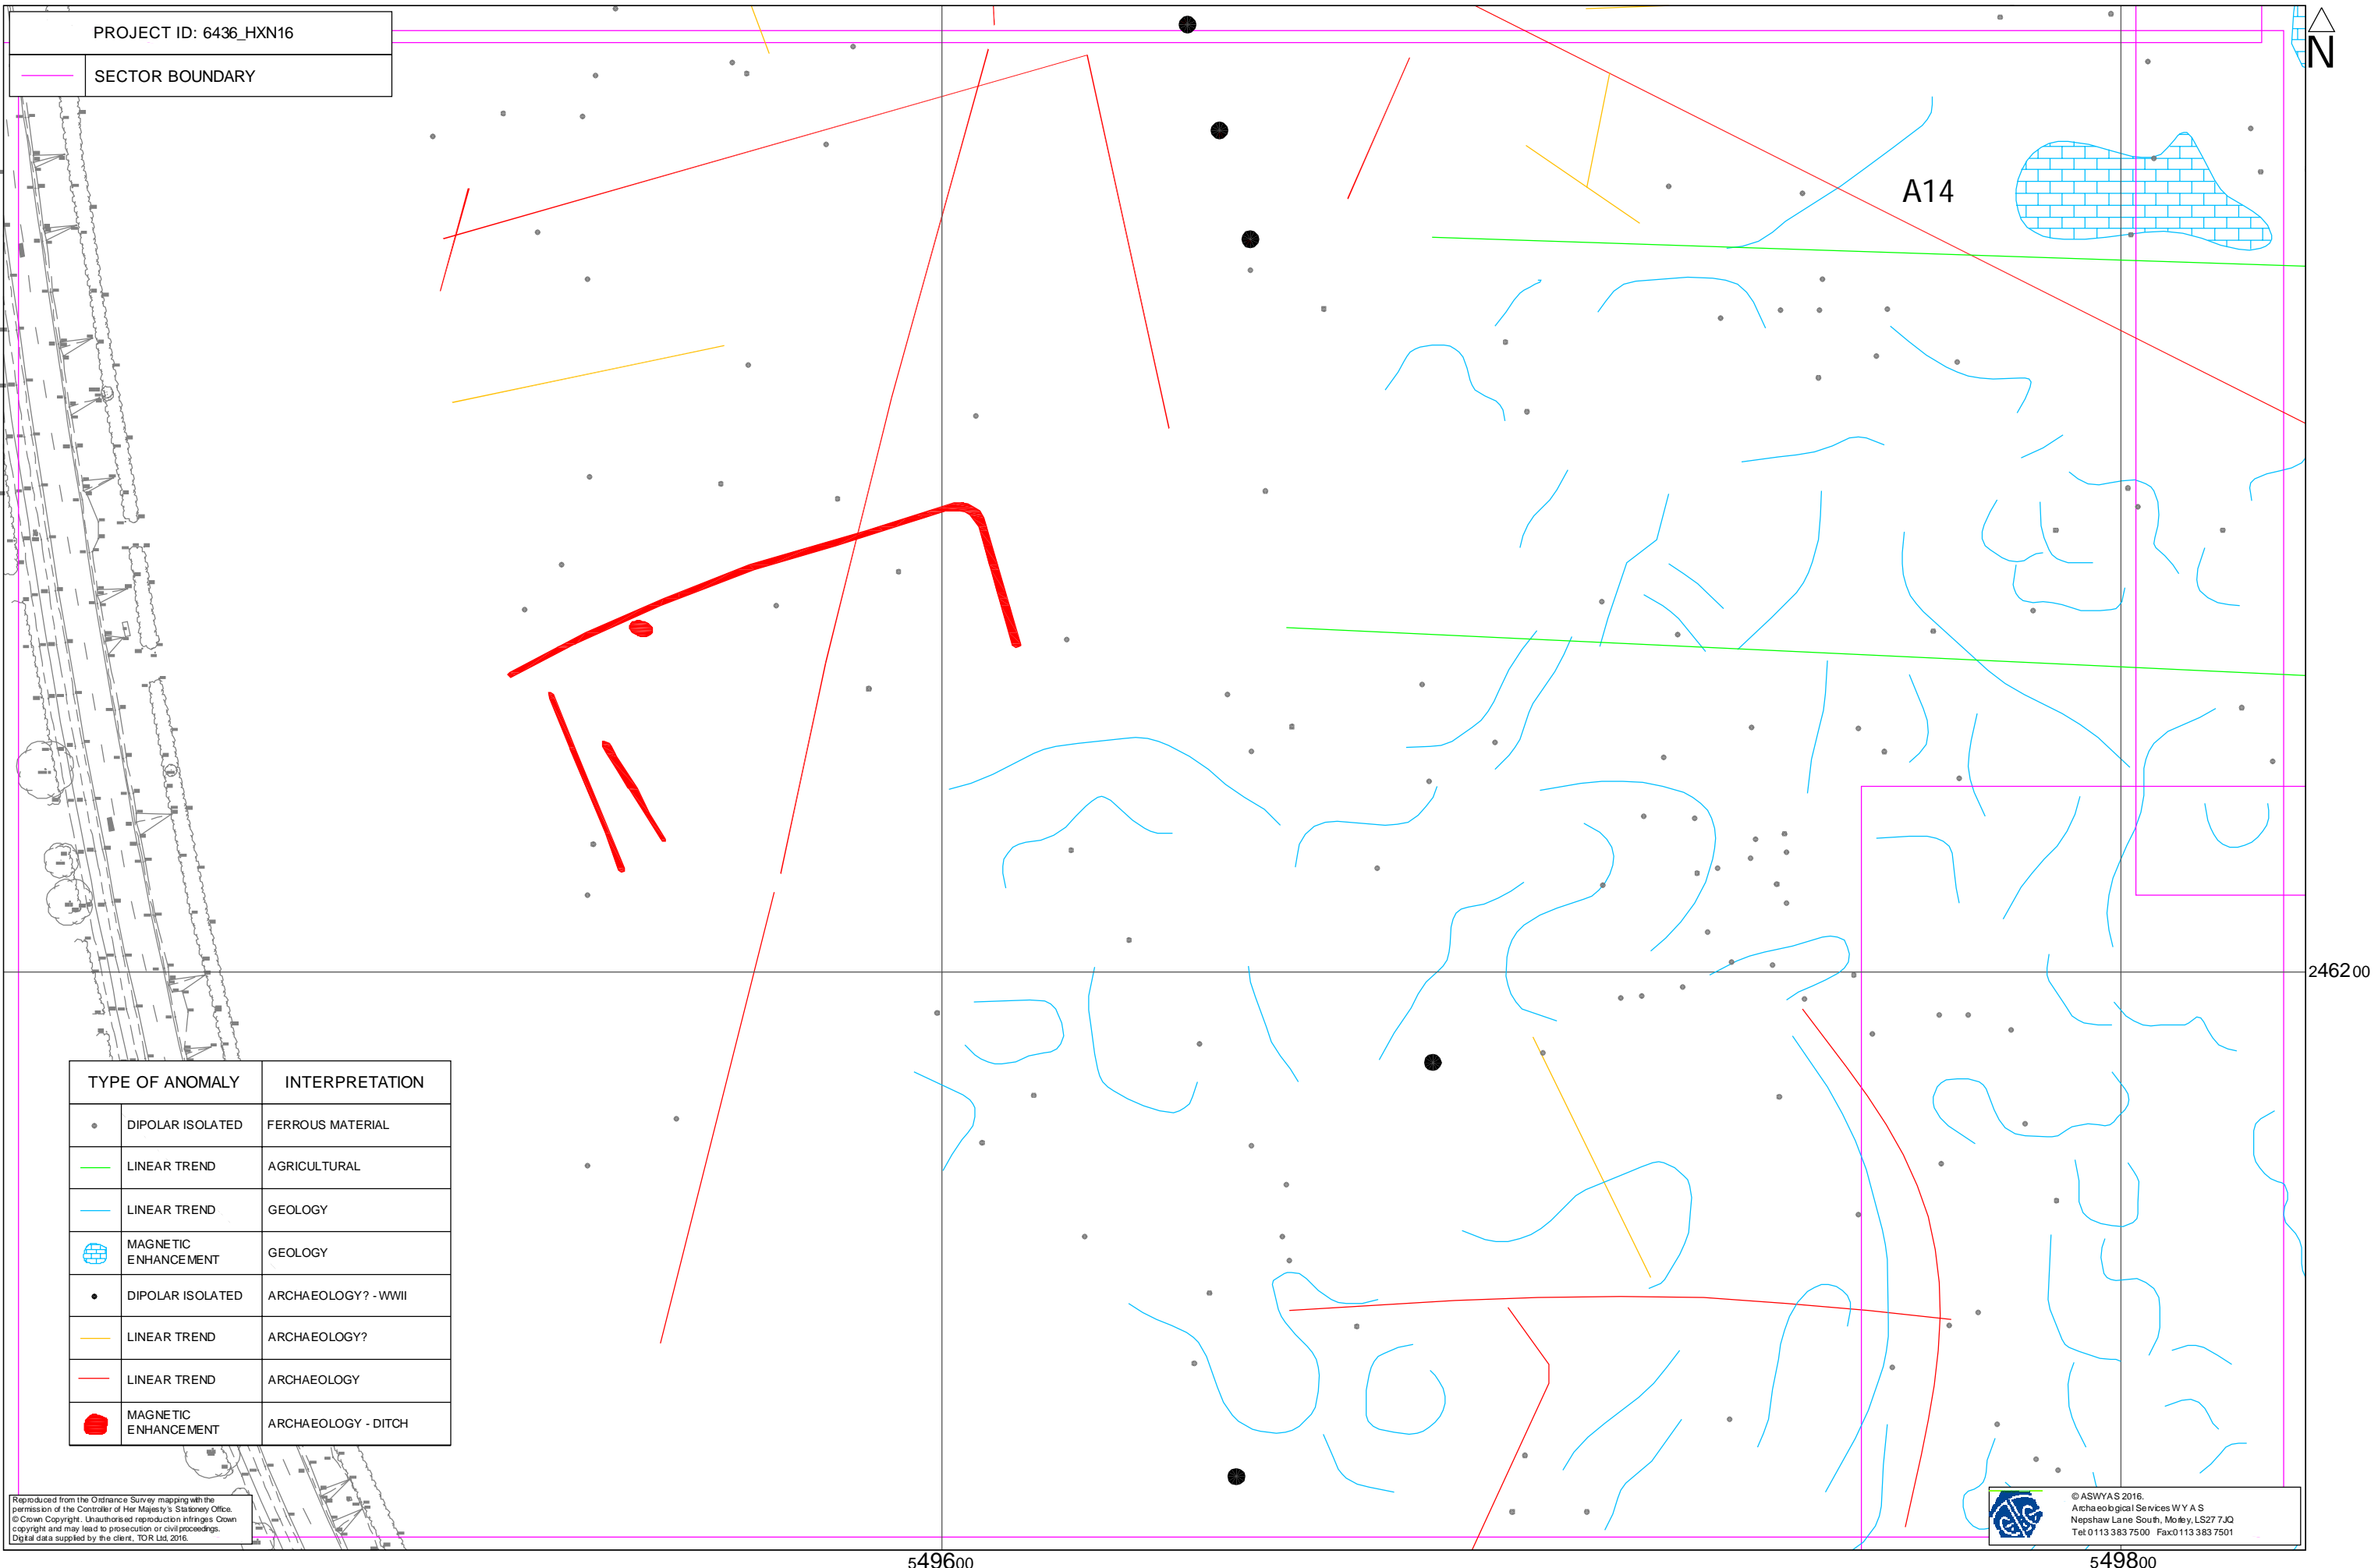 PROJECT ID: 6436_HXN16
SECTOR BOUNDARY
N
A14
246200
TYPE OF ANOMALY INTERPRETATION
DIPOLAR ISOLATED FERROUS MATERIAL
LINEAR TREND AGRICULTURAL
LINEAR TREND GEOLOGY
MAGNETIC
ENHANCEMENT GEOLOGY
DIPOLAR ISOLATED ARCHAEOLOGY? - WWII
LINEAR TREND ARCHAEOLOGY?
LINEAR TREND ARCHAEOLOGY
MAGNETIC
ENHANCEMENT ARCHAEOLOGY - DITCH
Reproduced from the Ordnance Survey mapping with the
permission of the Controller of Her Majesty's Stationery Office.
© Crown Copyright. Unauthorised reproduction infringes Crown
copyright and may lead to prosecution or civil proceedings.
Digital data supplied by the client, TOR Ltd, 2016.
© ASWYAS 2016.
Archaeological Services W Y A S
Nepshaw Lane South, Morley, LS27 7JQ
Tel: 0113 383 7500 Fax:0113 383 7501
549600
549800